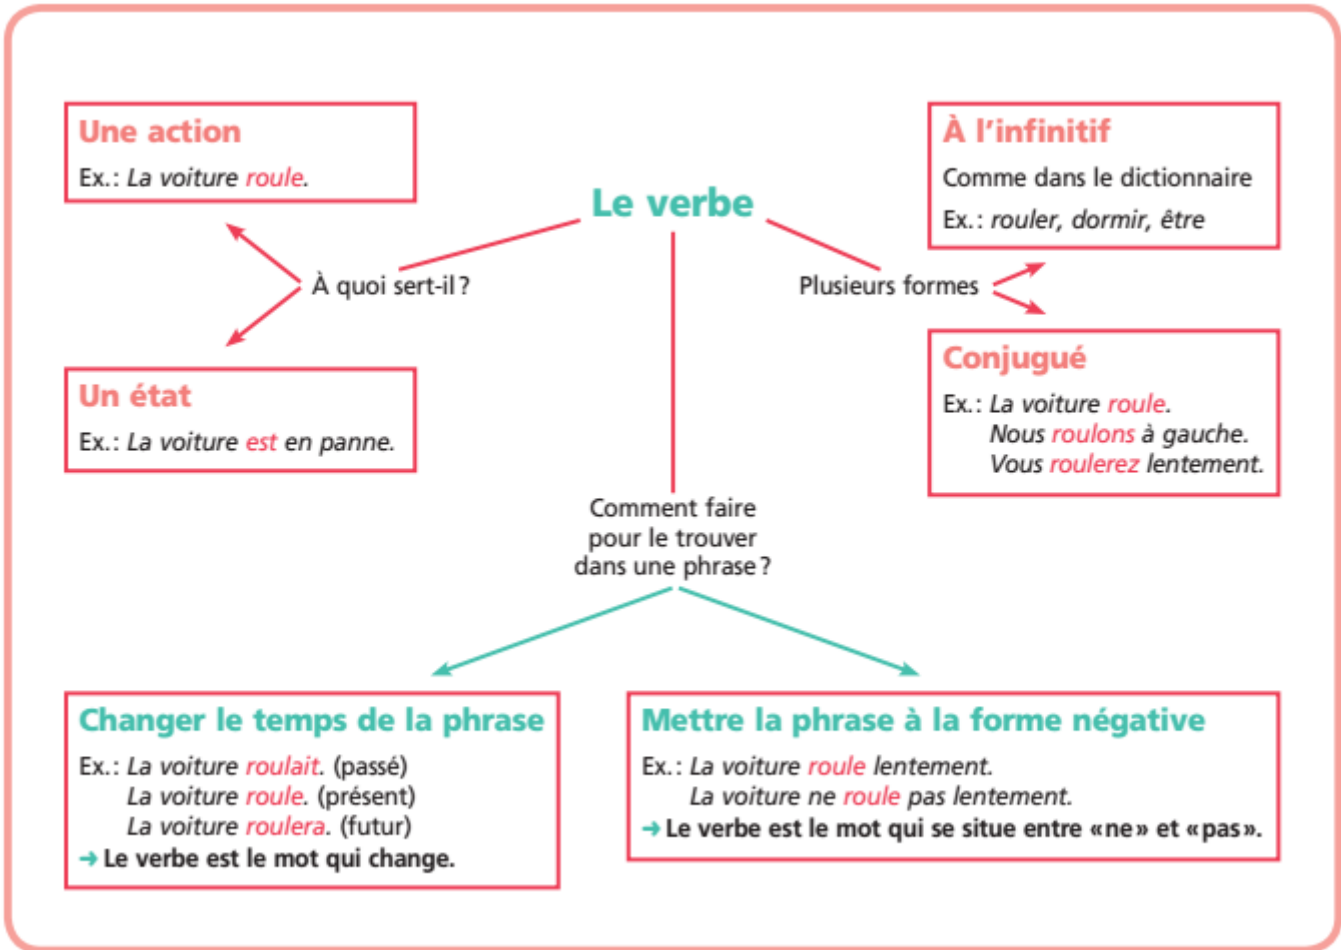 Le verbe
À quoi sert-il ?
Une action
Ex.: La voiture roule.
Un état
Ex.: La voiture est en panne.
Plusieurs formes
À l’infinitif
Comme dans le dictionnaire
Ex.: rouler, dormir, être
Conjugué
Ex.: La voiture roule.
Nous roulons à gauche.
Vous roulerez lentement.
Comment faire
pour le trouver
dans une phrase ?
Changer le temps de la phrase
Ex.: La voiture roulait. (passé)
La voiture roule. (présent)
La voiture roulera. (futur)
➜ Le verbe est le mot qui change.
Mettre la phrase à la forme négative
Ex.: La voiture roule lentement.
La voiture ne roule pas lentement.
➜ Le verbe est le mot qui se situe entre «ne» et «pas».